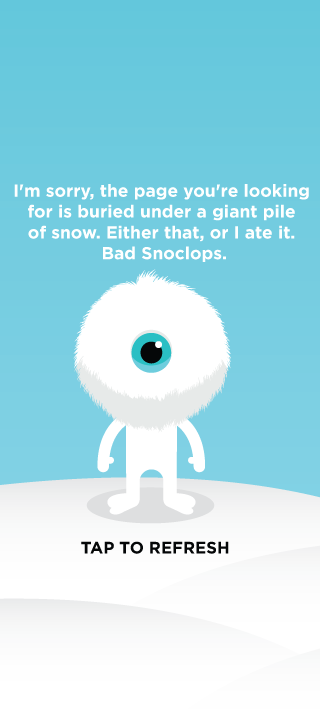 I'm sorry, the page you're looking
for is buried under a giant pile
of snow. Either that, or I ate it.
Bad Snoclops.
TAP TO REFRESH